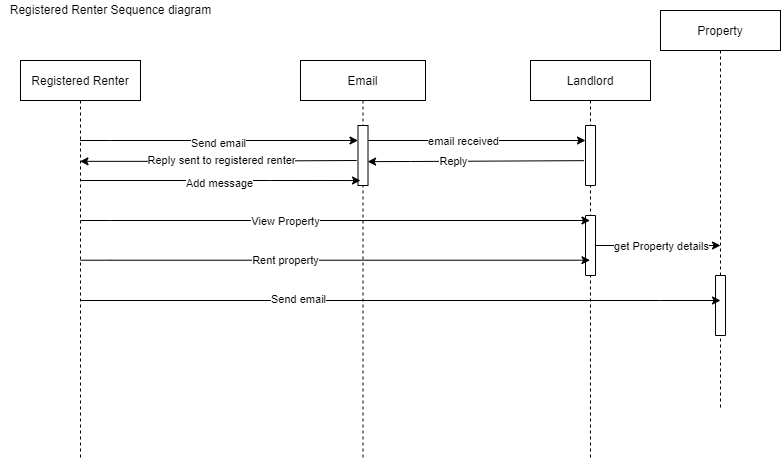 Registered Renter Sequence diagram
Property
Registered Renter
Email
Landlord
Send email
email received
Reply sent to registered renter
Reply
Add message
View Property
get Property details
Rent property
Send email